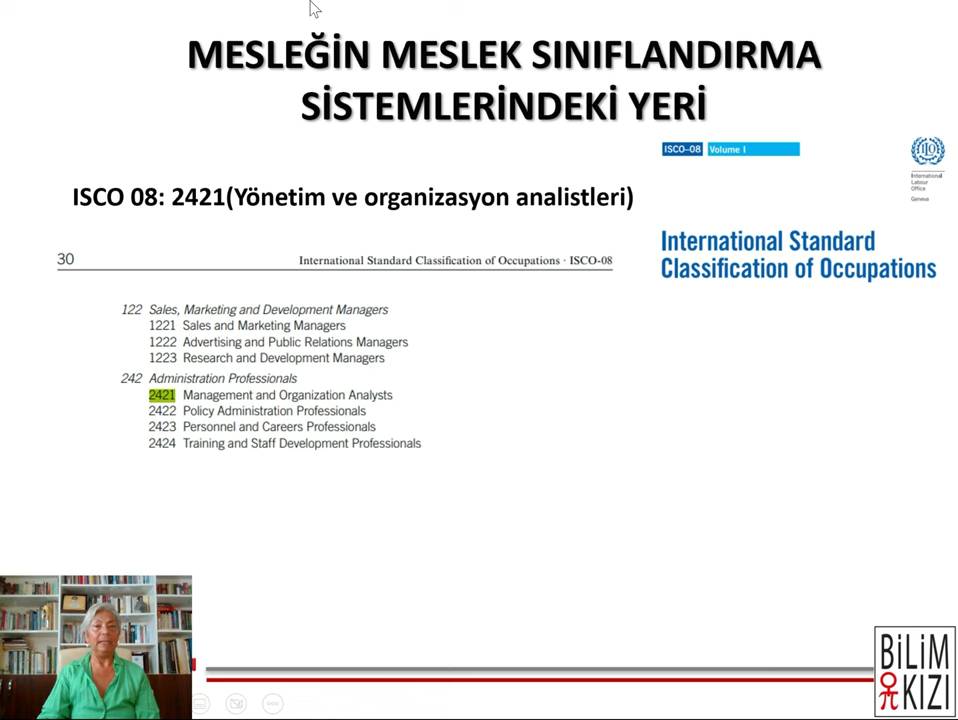 MESLEĞİN MESLEK SINIFLANDIRMA
SİSTEMLERİNDEKİ YERİ
ISCO–08 Volume I
International
Labour
Office
Geneva
ISCO 08: 2421(Yönetim ve organizasyon analistleri)
International Standard
Classification of Occupations
30 International Standard Classification of Occupations · ISCO-08
122 Sales, Marketing and Development Managers
1221 Sales and Marketing Managers
1222 Advertising and Public Relations Managers
1223 Research and Development Managers
242 Administration Professionals
2421 Management and Organization Analysts
2422 Policy Administration Professionals
2423 Personnel and Careers Professionals
2424 Training and Staff Development Professionals
BiLiM
KIZI